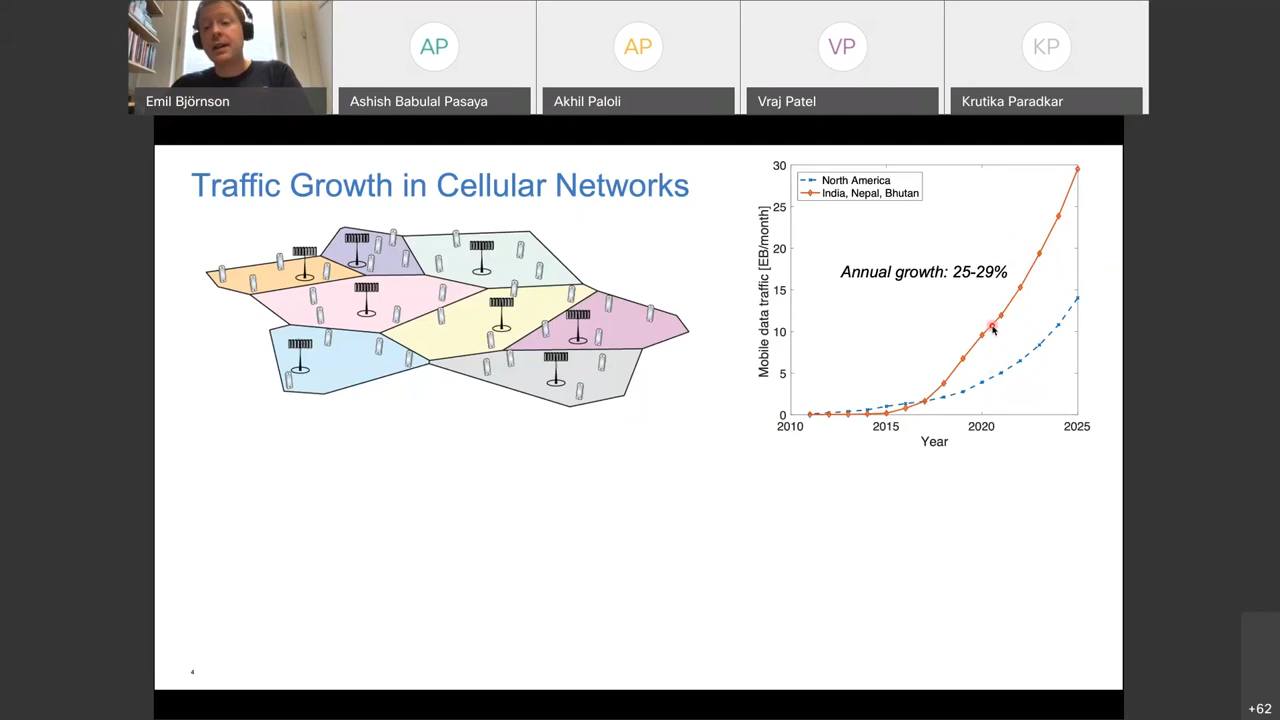 AP
AP
VP
KP
Emil Björnson
Ashish Babulal Pasaya
Akhil Paloli
Vraj Patel
Krutika Paradkar
Traffic Growth in Cellular Networks
30
25
20
15
10
5
0
Mobile data traffic [EB/month]
North America
India, Nepal, Bhutan
Annual growth: 25-29%
2010
2015
2020
2025
Year
4
+62